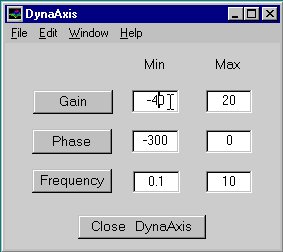 DynaAxis
File Edit Window Help
Min Max
Gain -40 20
Phase -300 0
Frequency 0.1 10
Close DynaAxis